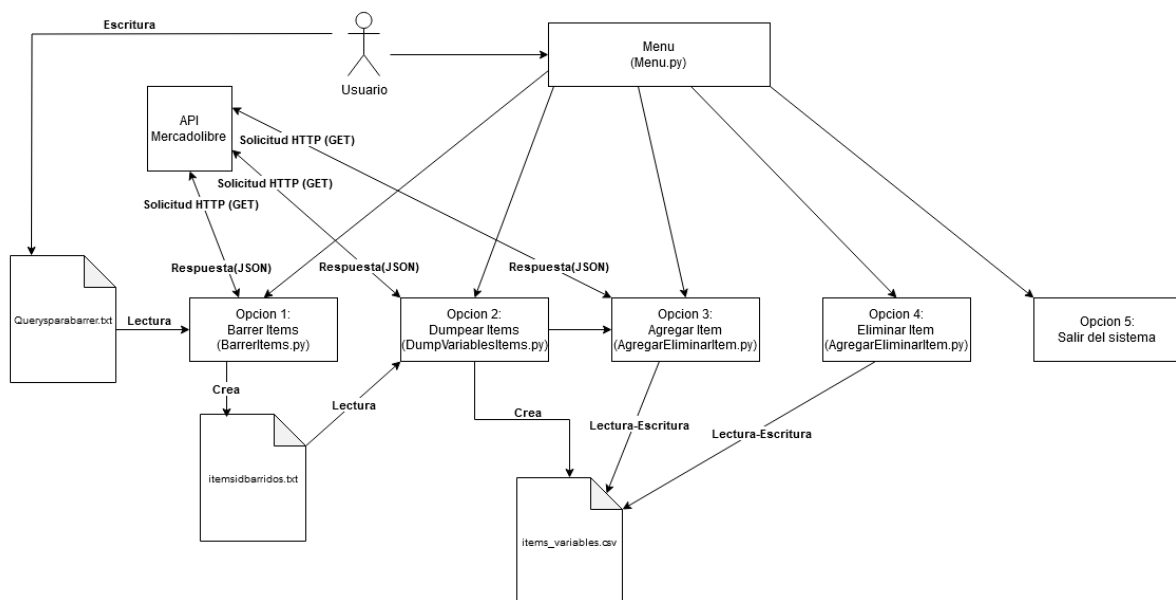 Escritura
Usuario
Menu
(Menu.py)
API
Mercadolibre
Solicitud HTTP (GET)
Solicitud HTTP (GET)
Solicitud HTTP (GET)
Respuesta(JSON)
Respuesta(JSON)
Respuesta(JSON)
Querysparabarrer.txt
Lectura
Opcion 1:
Barrer Items
(BarrerItems.py)
Opcion 2:
Dumpear Items
(DumpVariablesItems.py)
Opcion 3:
Agregar Item
(AgregarEliminarItem.py)
Opcion 4:
Eliminar Item
(AgregarEliminarItem.py)
Opcion 5:
Salir del sistema
Crea
Lectura
Crea
Lectura-Escritura
Lectura-Escritura
itemsidbarridos.txt
items_variables.csv